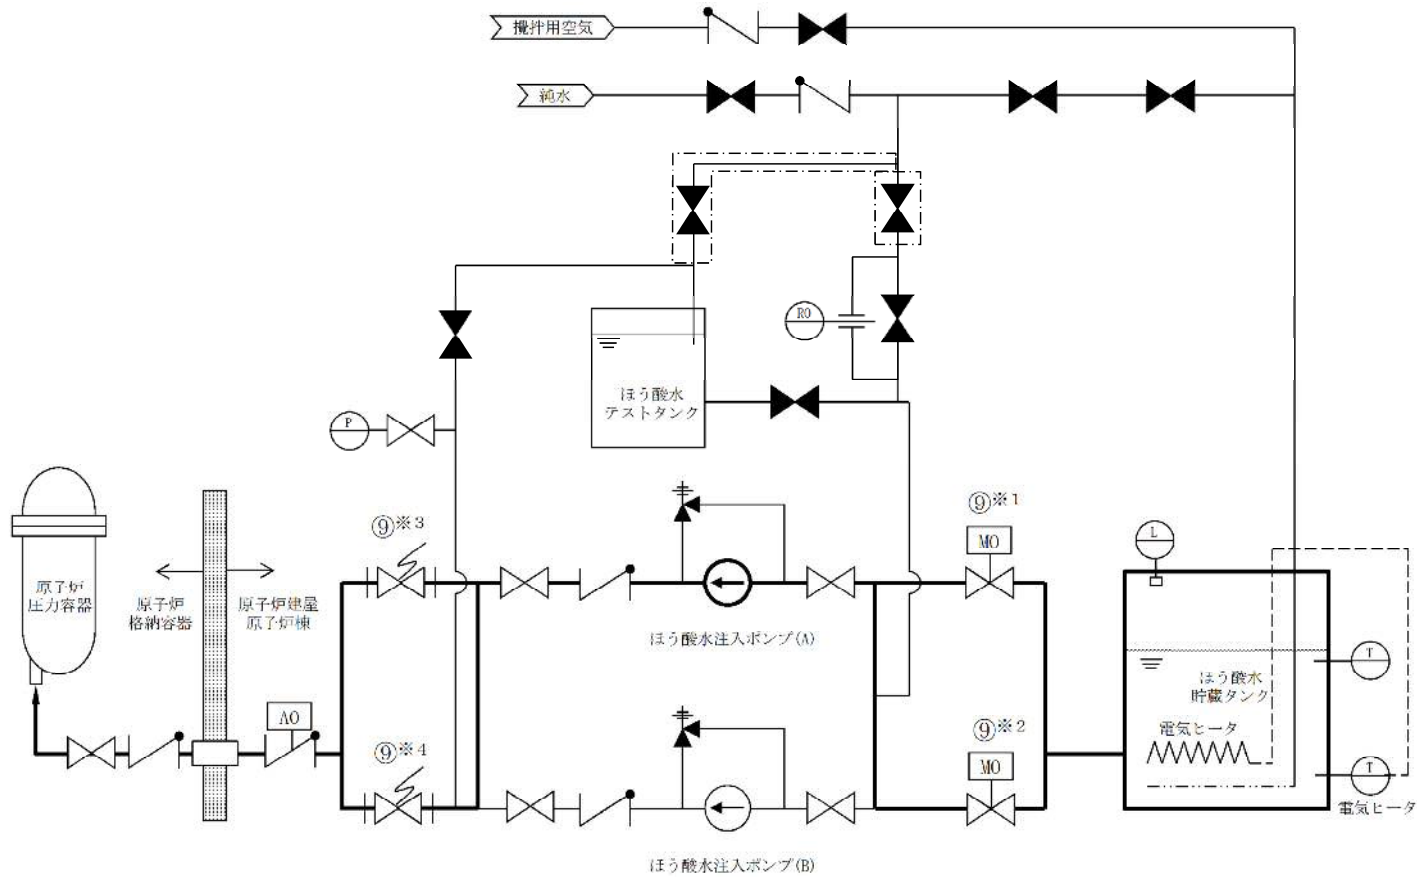 攪拌用空気
純水
RO
ほう酸水
テストタンク
P
⑨※3
⑨※1
MO
L
原子炉
圧力容器
原子炉
格納容器
原子炉建屋
原子炉棟
ほう酸水注入ポンプ(A)
T
ほう酸水
貯蔵タンク
AO
⑨※4
⑨※2
MO
電気ヒータ
T
電気ヒータ
ほう酸水注入ポンプ(B)